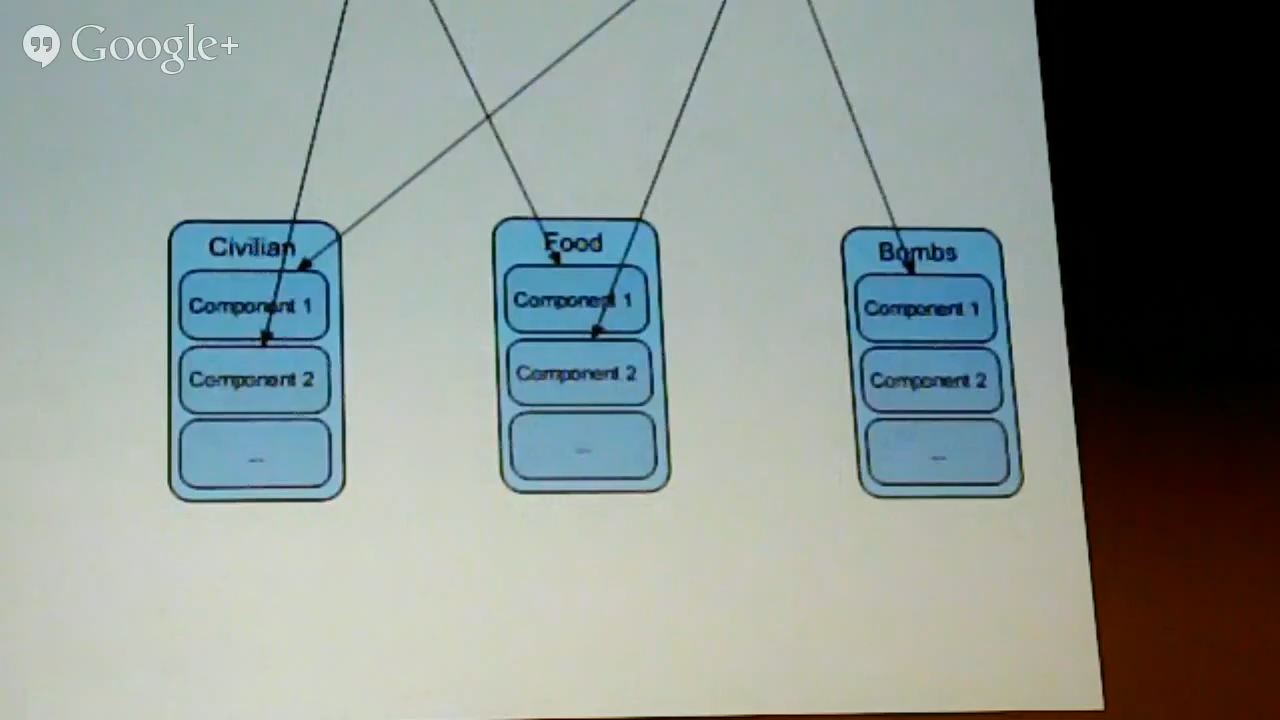 Google+
Civilian
Component 1
Component 2
...
Food
Component 1
Component 2
...
Bombs
Component 1
Component 2
...